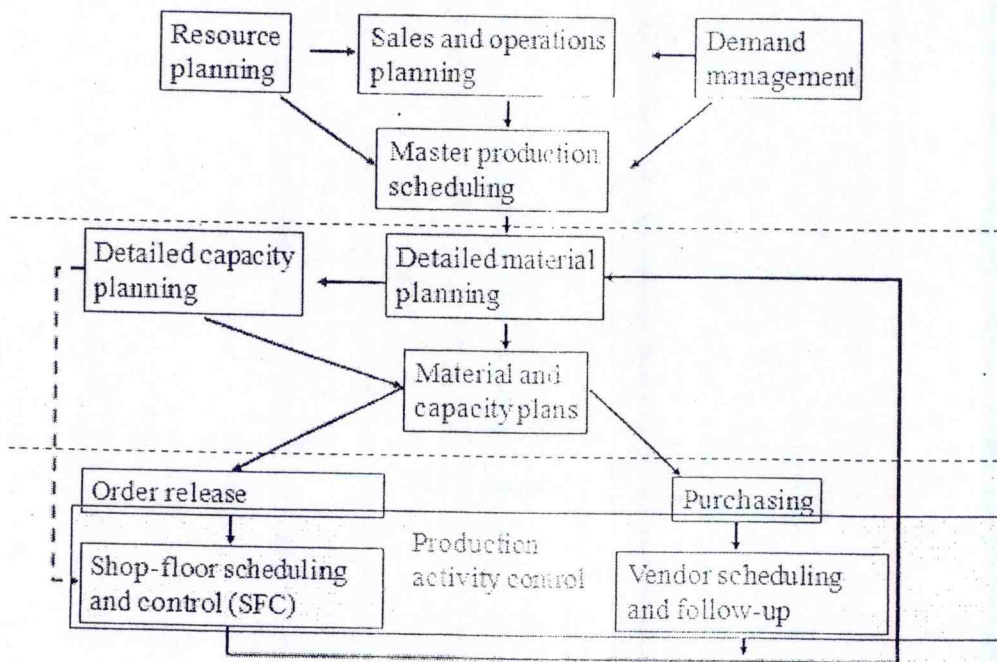 Resource
planning
Sales and operations
planning
Demand
management
Master production
scheduling
Detailed capacity
planning
Detailed material
planning
Material and
capacity plans
Order release
Purchasing
Production
activity control
Shop-floor scheduling
and control (SFC)
Vendor scheduling
and follow-up